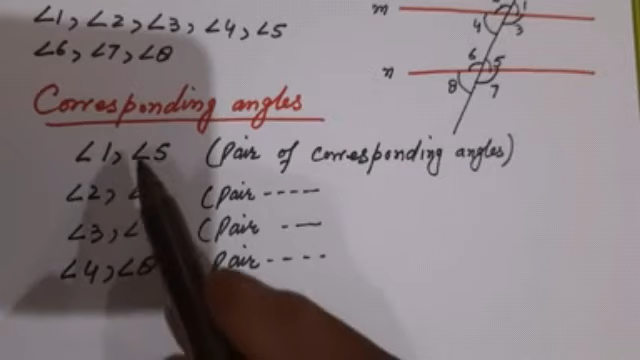 ∠1, ∠2, ∠3, ∠4, ∠5
∠6, ∠7, ∠8
m
1
4
3
n
6
5
8
7
Corresponding angles
∠1, ∠5 (Pair of corresponding angles)
∠2, ∠ (Pair ----
∠3, ∠ (Pair --—
∠4, ∠8 Pair ----